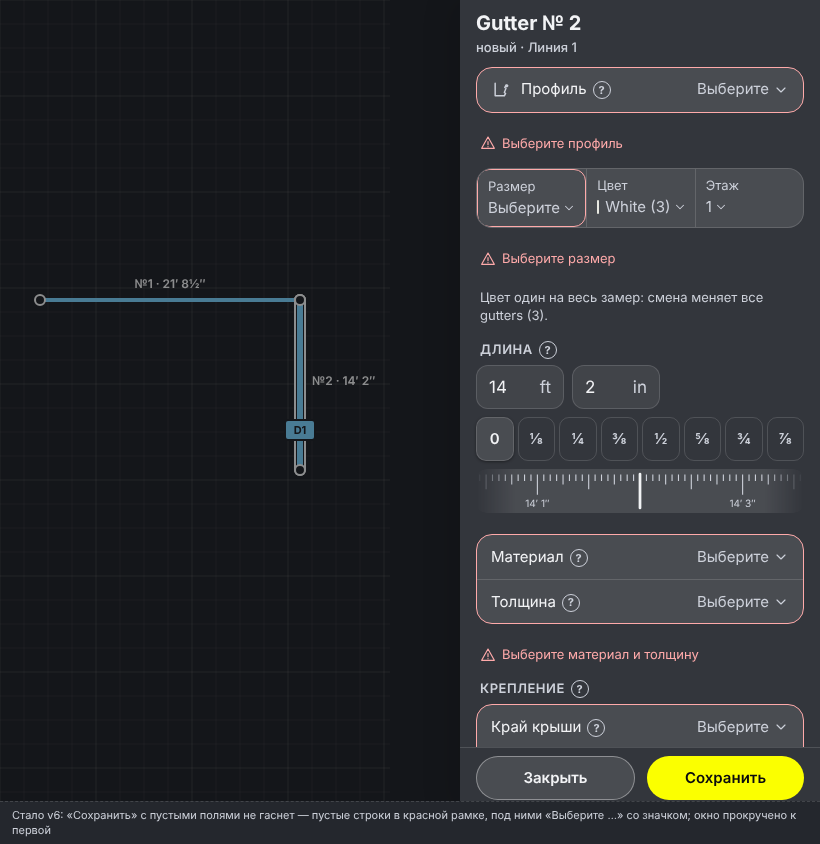 Gutter № 2
новый · Линия 1
Профиль ? Выберите
Выберите профиль
Размер Цвет Этаж
Выберите White (3) 1
Выберите размер
Цвет один на весь замер: смена меняет все
gutters (3).
ДЛИНА ?
14 ft 2 in
0 ⅛ ¼ ⅜ ½ ⅝ ¾ ⅞
14′ 1″ 14′ 3″
Материал ? Выберите
Толщина ? Выберите
Выберите материал и толщину
КРЕПЛЕНИЕ ?
Край крыши ? Выберите
Закрыть Сохранить
№1 · 21′ 8½″
№2 · 14′ 2″
D1
Стало v6: «Сохранить» с пустыми полями не гаснет — пустые строки в красной рамке, под ними «Выберите …» со значком; окно прокручено к
первой